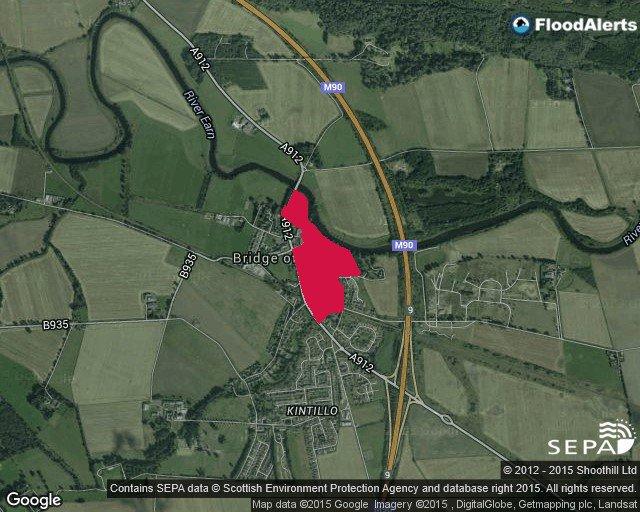 FloodAlerts
A912
M90
River Earn
A912
A912
M90
River
Bridge o
B935
B935
9
A912
KINTILLO
9
SEPA
© 2012 - 2015 Shoothill Ltd
Contains SEPA data © Scottish Environment Protection Agency and database right 2015. All rights reserved.
Google
Map data ©2015 Google Imagery ©2015 , DigitalGlobe, Getmapping plc, Landsat